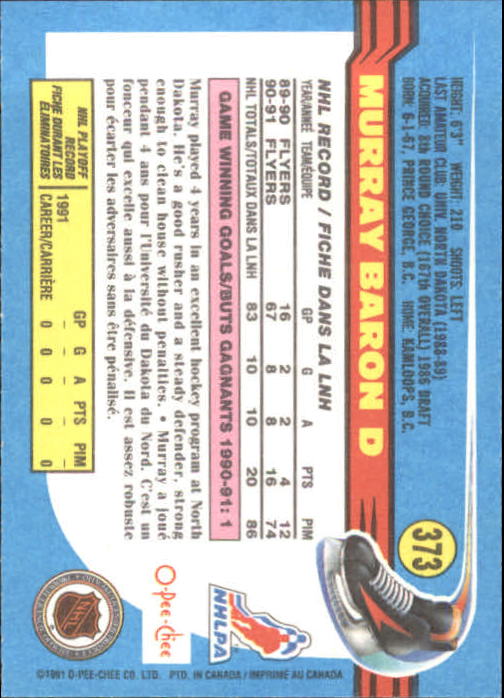 373
MURRAY BARON D
HEIGHT: 6'3" WEIGHT: 210 SHOOTS: LEFT
LAST AMATEUR CLUB: UNIV. NORTH DAKOTA (1988-89)
ACQUIRED: 8th ROUND CHOICE (167th OVERALL) 1986 DRAFT
BORN: 6-1-67, PRINCE GEORGE, B.C. HOME: KAMLOOPS, B.C.
NHL RECORD / FICHE DANS LA LNH
YEAR/ANNÉE TEAM/ÉQUIPE GP G A PTS PIM
89-90 FLYERS 16 2 2 4 12
90-91 FLYERS 67 8 8 16 74
NHL TOTALS/TOTAUX DANS LA LNH 83 10 10 20 86
GAME WINNING GOALS/BUTS GAGNANTS 1990-91: 1
Murray played 4 years in an excellent hockey program at North
Dakota. He's a good rusher and a steady defender, strong
enough to clean house without penalties. • Murray a joué
pendant 4 ans pour l'Université du Dakota du Nord. C'est un
fonceur qui excelle aussi à la défensive. Il est assez robuste
pour écarter les adversaires sans être pénalisé.
NHL PLAYOFF
RECORD
FICHE DURANT LES
ÉLIMINATOIRES
GP G A PTS PIM
1991 – – – – –
CAREER/CARRIÈRE 0 0 0 0 0
NHLPA
O-Pee-Chee
NHL
©1991 O-PEE-CHEE CO. LTD. PTD. IN CANADA / IMPRIMÉ AU CANADA